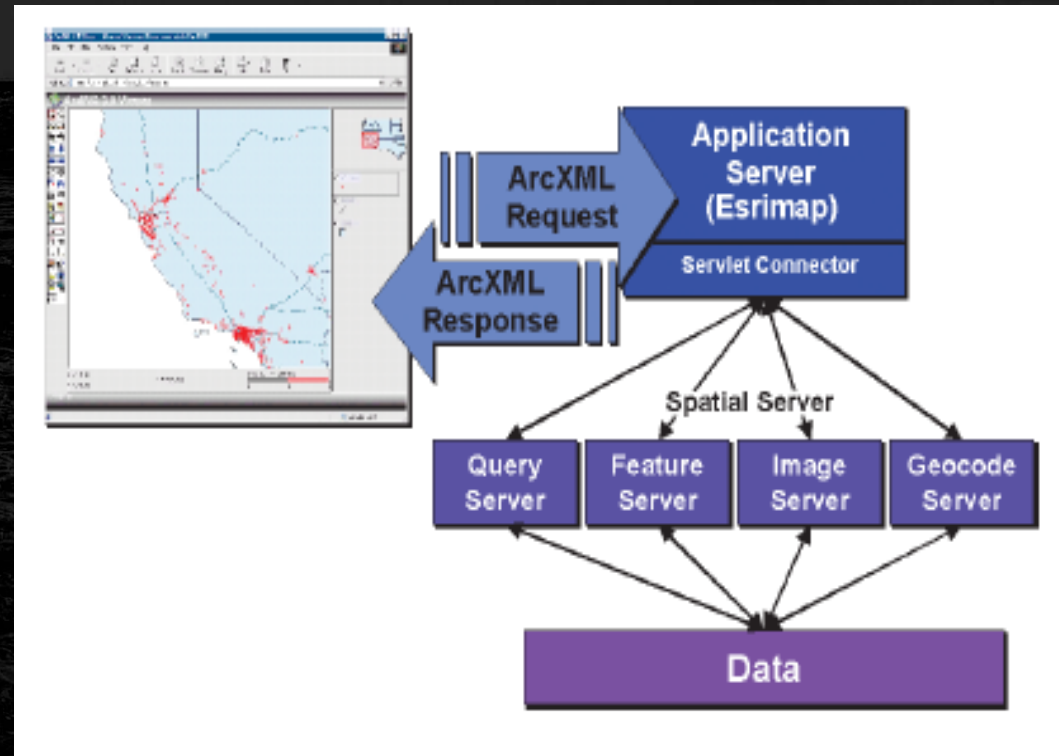 ArcXML
Request
ArcXML
Response
Application
Server
(Esrimap)
Servlet Connector
Spatial Server
Query
Server
Feature
Server
Image
Server
Geocode
Server
Data